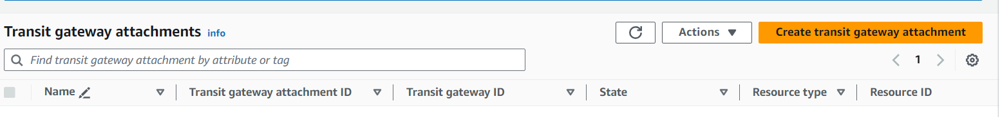 Transit gateway attachments info
Actions
Create transit gateway attachment
Find transit gateway attachment by attribute or tag
1
Name
Transit gateway attachment ID
Transit gateway ID
State
Resource type
Resource ID